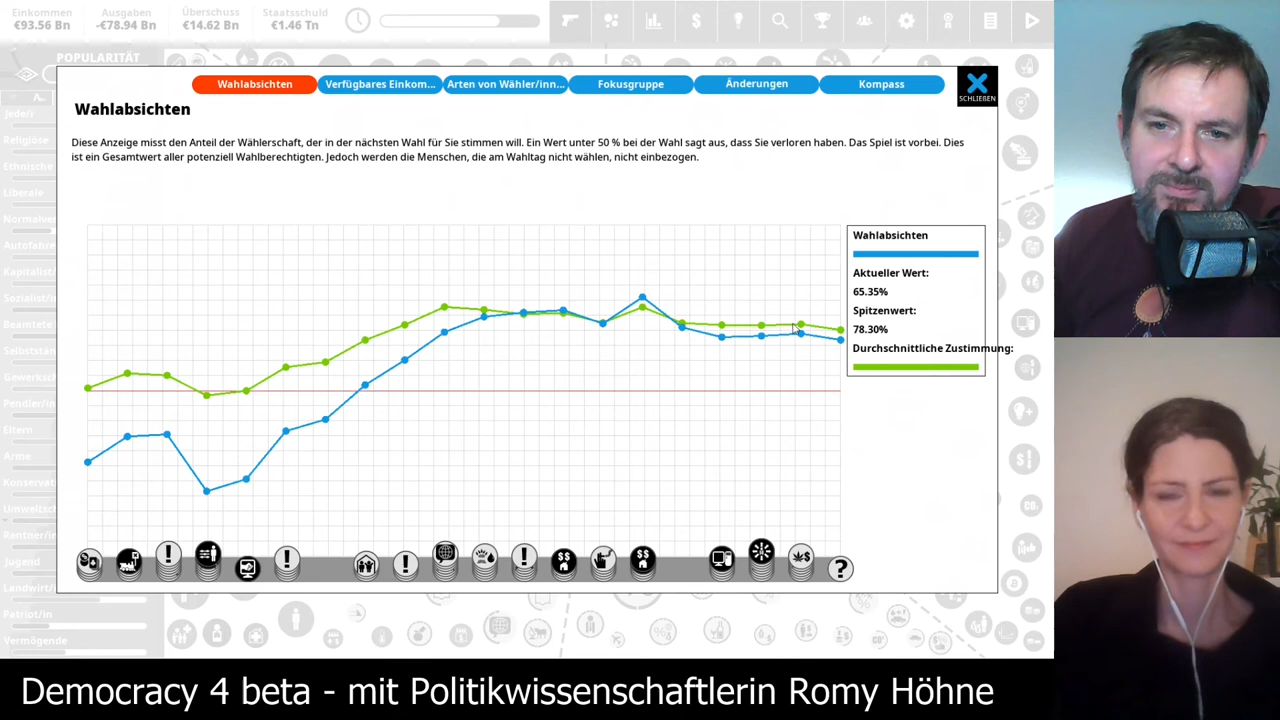 Einkommen Ausgaben Überschuss Staatsschuld
€93.56 Bn -€78.94 Bn €14.62 Bn €1.46 Tn
POPULARITÄT
Wahlabsichten Verfügbares Einkom... Arten von Wähler/inn... Fokusgruppe Änderungen Kompass
SCHLIEßEN
Wahlabsichten
Diese Anzeige misst den Anteil der Wählerschaft, der in der nächsten Wahl für Sie stimmen will. Ein Wert unter 50 % bei der Wahl sagt aus, dass Sie verloren haben. Das Spiel ist vorbei. Dies
ist ein Gesamtwert aller potenziell Wahlberechtigten. Jedoch werden die Menschen, die am Wahltag nicht wählen, nicht einbezogen.
Wahlabsichten
Aktueller Wert:
65.35%
Spitzenwert:
78.30%
Durchschnittliche Zustimmung:
Jede/r
Religiöse
Ethnische
Liberale
Normalver
Autofahre
Kapitalist/
Sozialist/in
Beamtete
Selbststän
Gewerksch
Pendler/in
Eltern
Arme
Konservat
Umweltsch
Rentner/in
Jugend
Landwirt/i
Patriot/in
Vermögende
Democracy 4 beta - mit Politikwissenschaftlerin Romy Höhne